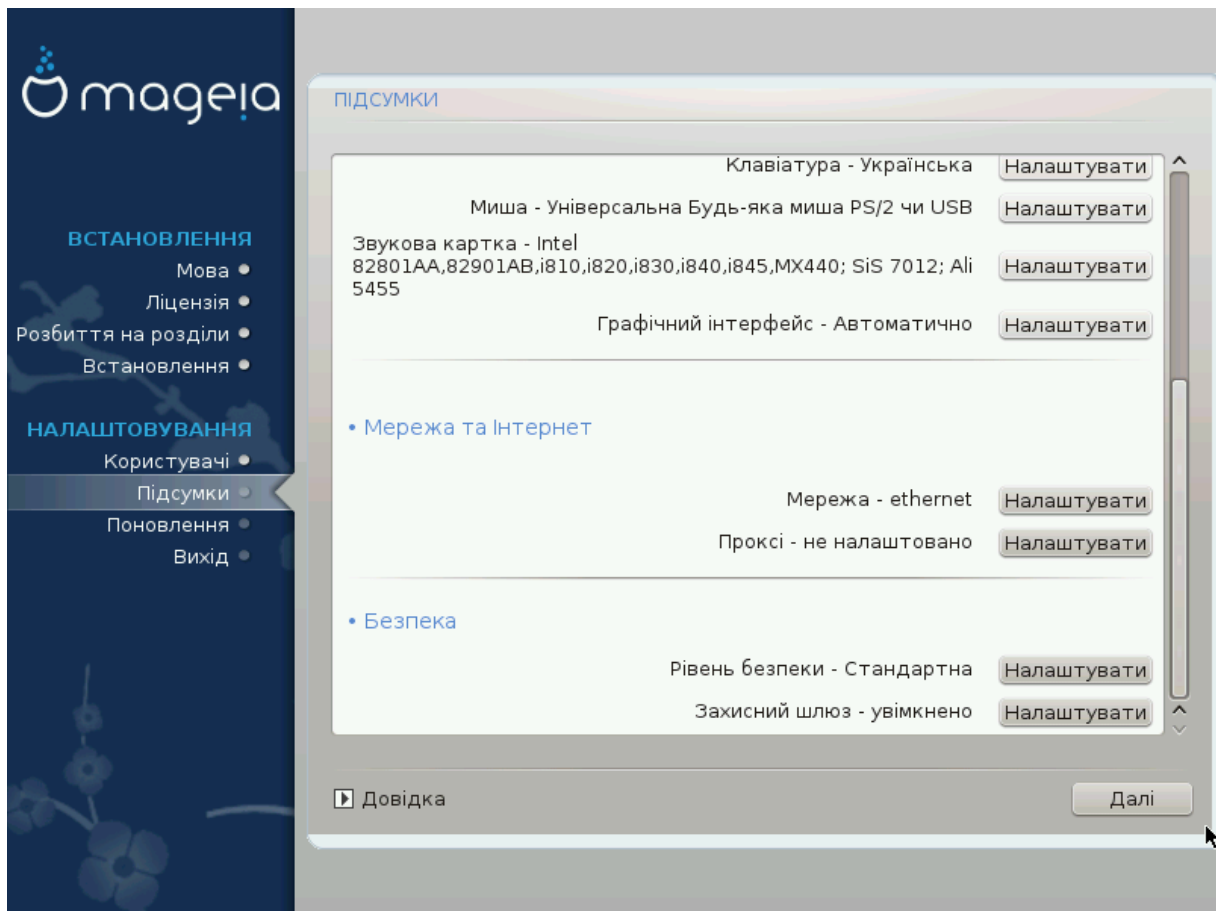 mageia
ВСТАНОВЛЕННЯ
Мова
Ліцензія
Розбиття на розділи
Встановлення
НАЛАШТОВУВАННЯ
Користувачі
Підсумки
Поновлення
Вихід
ПІДСУМКИ
Клавіатура - Українська Налаштувати
Миша - Універсальна Будь-яка миша PS/2 чи USB Налаштувати
Звукова картка - Intel
82801AA,82901AB,i810,i820,i830,i840,i845,MX440; SiS 7012; Ali Налаштувати
5455
Графічний інтерфейс - Автоматично Налаштувати
• Мережа та Інтернет
Мережа - ethernet Налаштувати
Проксі - не налаштовано Налаштувати
• Безпека
Рівень безпеки - Стандартна Налаштувати
Захисний шлюз - увімкнено Налаштувати
Довідка
Далі